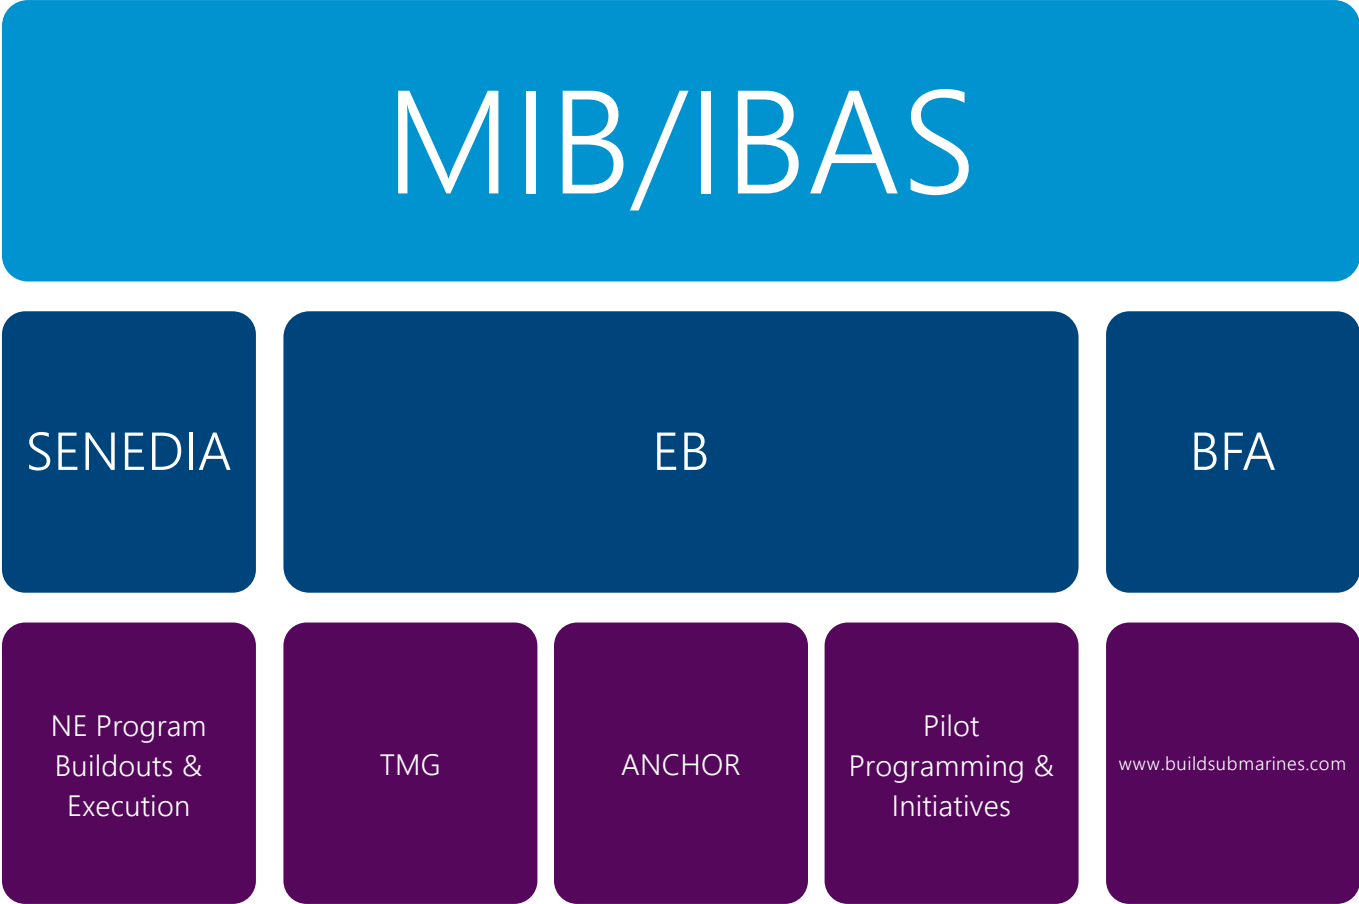 MIB/IBAS
SENEDIA
EB
BFA
NE Program
Buildouts &
Execution
TMG
ANCHOR
Pilot
Programming &
Initiatives
www.buildsubmarines.com